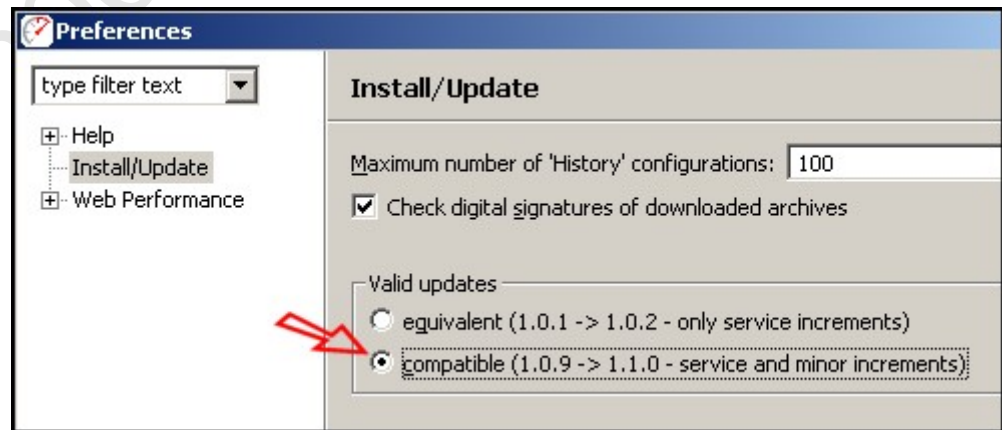 Preferences
type filter text
Help
Install/Update
Web Performance
Install/Update
Maximum number of 'History' configurations: 100
Check digital signatures of downloaded archives
Valid updates
equivalent (1.0.1 -> 1.0.2 - only service increments)
compatible (1.0.9 -> 1.1.0 - service and minor increments)